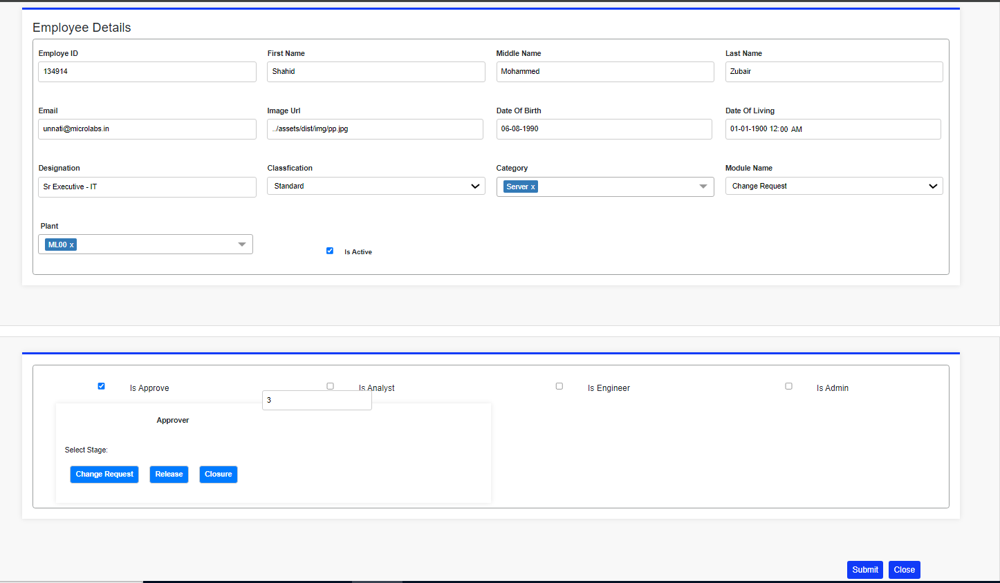 Employee Details
Employe ID First Name Middle Name Last Name
134914 Shahid Mohammed Zubair
Email Image Url Date Of Birth Date Of Living
unnati@microlabs.in ../assets/dist/img/pp.jpg 06-08-1990 01-01-1900 12:00 AM
Designation Classfication Category Module Name
Sr Executive - IT Standard Server x Change Request
Plant
ML00 x Is Active
Is Approve Is Analyst Is Engineer Is Admin
3
Approver
Select Stage:
Change Request Release Closure
Submit Close